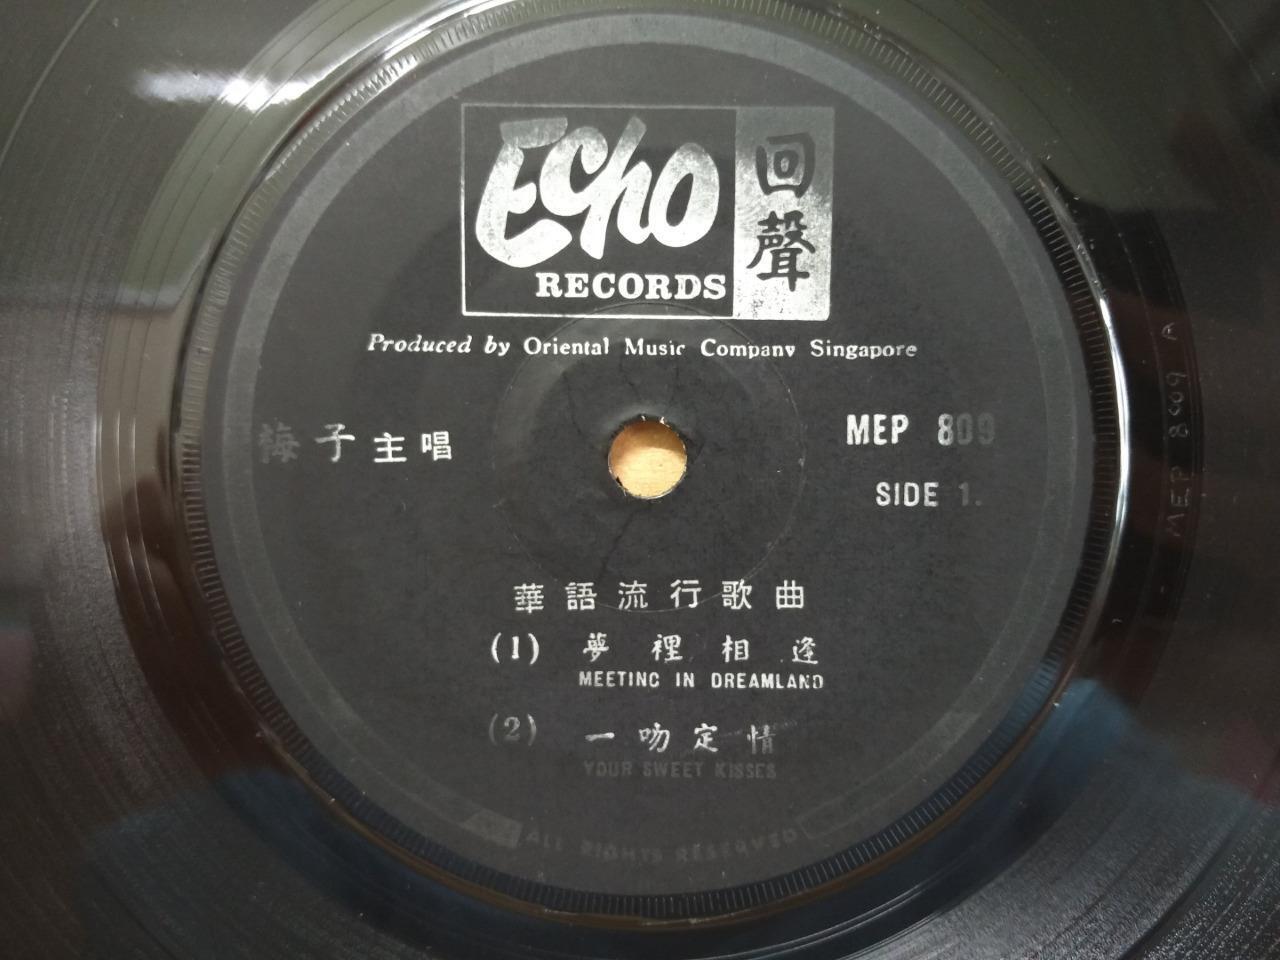 Echo
RECORDS
回聲
Produced by Oriental Music Company Singapore
梅子主唱
MEP 809
SIDE 1.
MEP 809 A
華語流行歌曲
(1) 夢裡相逢
MEETING IN DREAMLAND
(2) 一吻定情
YOUR SWEET KISSES
ALL RIGHTS RESERVED